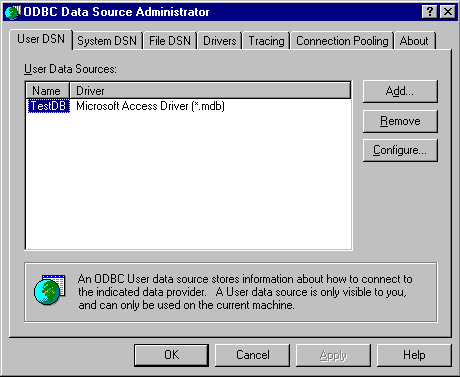 ODBC Data Source Administrator
User DSN System DSN File DSN Drivers Tracing Connection Pooling About
User Data Sources:
Name Driver
TestDB Microsoft Access Driver (*.mdb)
Add...
Remove
Configure...
An ODBC User data source stores information about how to connect to
the indicated data provider. A User data source is only visible to you,
and can only be used on the current machine.
OK Cancel Apply Help